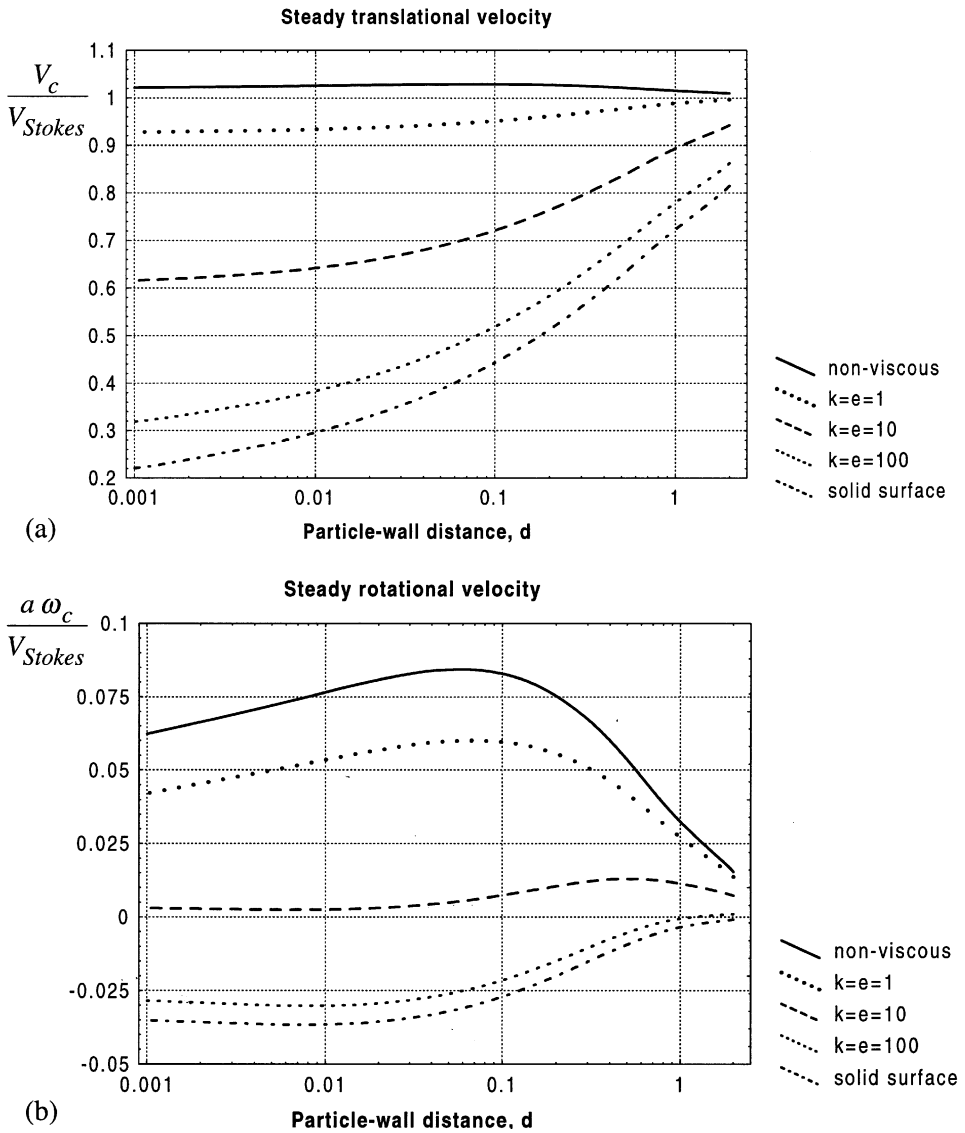 Steady translational velocity
V_c
V_Stokes
1.1
1
0.9
0.8
0.7
0.6
0.5
0.4
0.3
0.2
0.001 0.01 0.1 1
Particle-wall distance, d
non-viscous
k=e=1
k=e=10
k=e=100
solid surface
(a)
Steady rotational velocity
a ω_c
V_Stokes
0.1
0.075
0.05
0.025
0
-0.025
-0.05
0.001 0.01 0.1 1
Particle-wall distance, d
non-viscous
k=e=1
k=e=10
k=e=100
solid surface
(b)